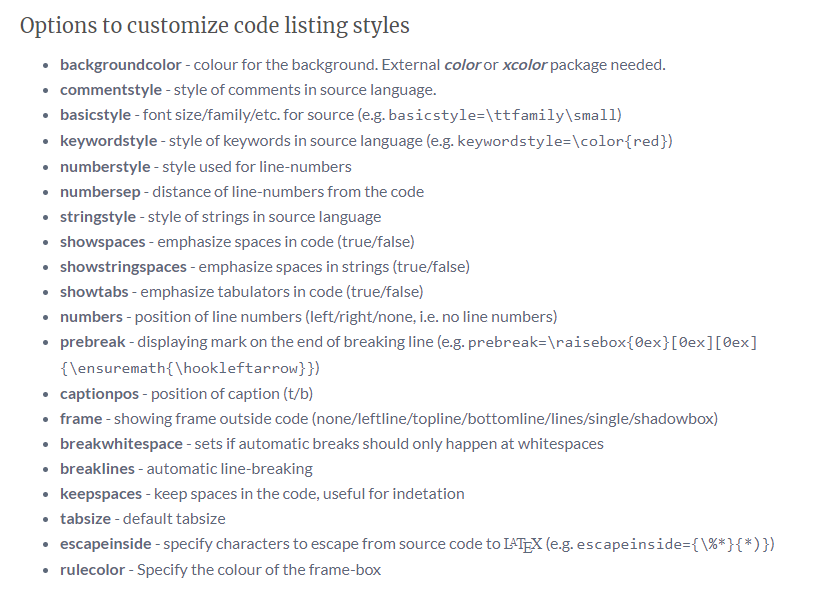 Options to customize code listing styles
• backgroundcolor - colour for the background. External color or xcolor package needed.
• commentstyle - style of comments in source language.
• basicstyle - font size/family/etc. for source (e.g. basicstyle=\ttfamily\small)
• keywordstyle - style of keywords in source language (e.g. keywordstyle=\color{red})
• numberstyle - style used for line-numbers
• numbersep - distance of line-numbers from the code
• stringstyle - style of strings in source language
• showspaces - emphasize spaces in code (true/false)
• showstringspaces - emphasize spaces in strings (true/false)
• showtabs - emphasize tabulators in code (true/false)
• numbers - position of line numbers (left/right/none, i.e. no line numbers)
• prebreak - displaying mark on the end of breaking line (e.g. prebreak=\raisebox{0ex}[0ex][0ex]
{\ensuremath{\hookleftarrow}})
• captionpos - position of caption (t/b)
• frame - showing frame outside code (none/leftline/topline/bottomline/lines/single/shadowbox)
• breakwhitespace - sets if automatic breaks should only happen at whitespaces
• breaklines - automatic line-breaking
• keepspaces - keep spaces in the code, useful for indetation
• tabsize - default tabsize
• escapeinside - specify characters to escape from source code to LATEX (e.g. escapeinside={\%*}{*)})
• rulecolor - Specify the colour of the frame-box